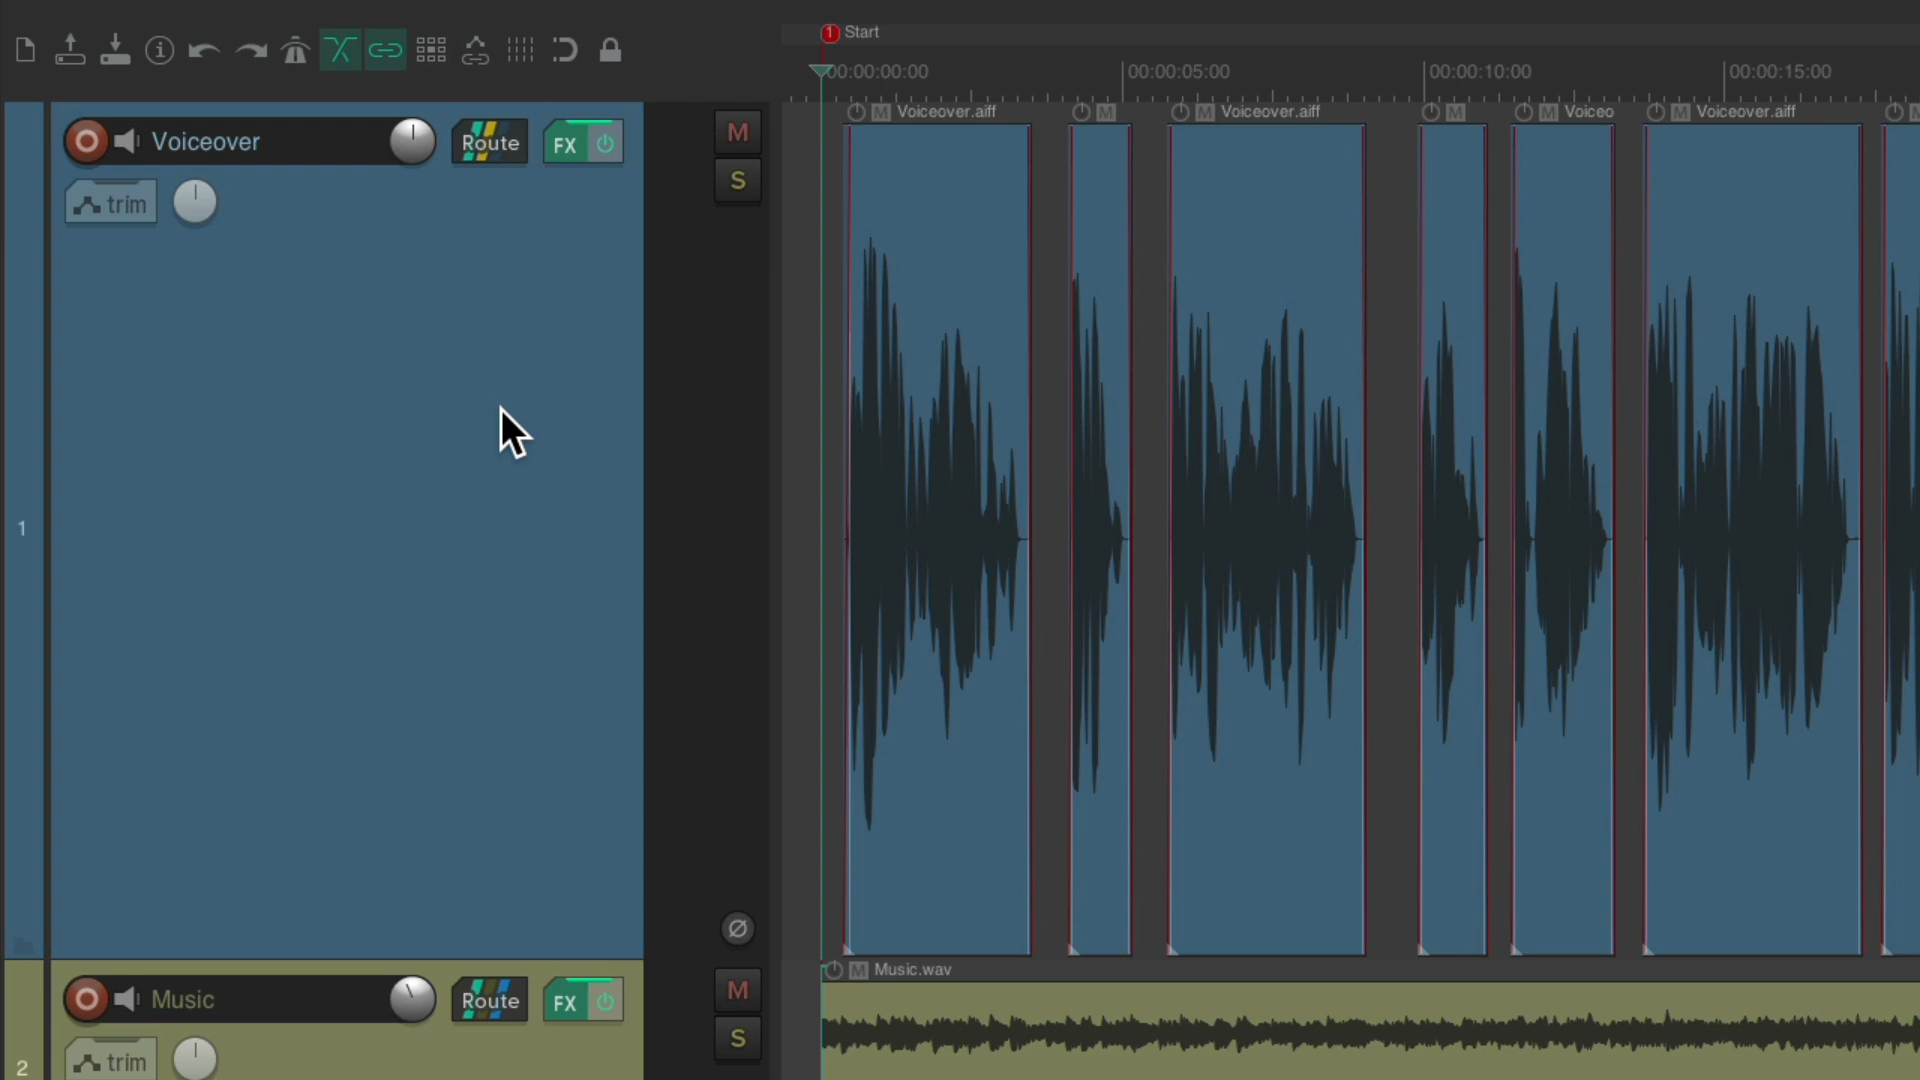 1 Start
00:00:00:00 00:00:05:00 00:00:10:00 00:00:15:00
M Voiceover.aiff M M Voiceover.aiff M M Voiceo M Voiceover.aiff
Voiceover Route FX M
trim S
1
M Music.wav
Music Route FX M
trim S
2